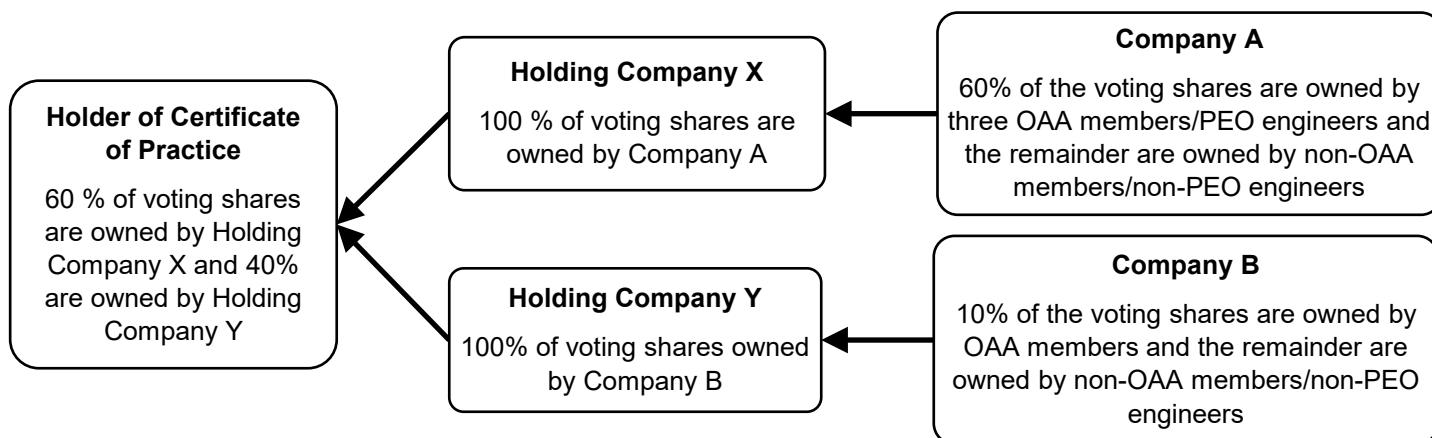 Holder of Certificate
of Practice
60 % of voting shares
are owned by Holding
Company X and 40%
are owned by Holding
Company Y
Holding Company X
100 % of voting shares are
owned by Company A
Holding Company Y
100% of voting shares owned
by Company B
Company A
60% of the voting shares are owned by
three OAA members/PEO engineers and
the remainder are owned by non-OAA
members/non-PEO engineers
Company B
10% of the voting shares are owned by
OAA members and the remainder are
owned by non-OAA members/non-PEO
engineers